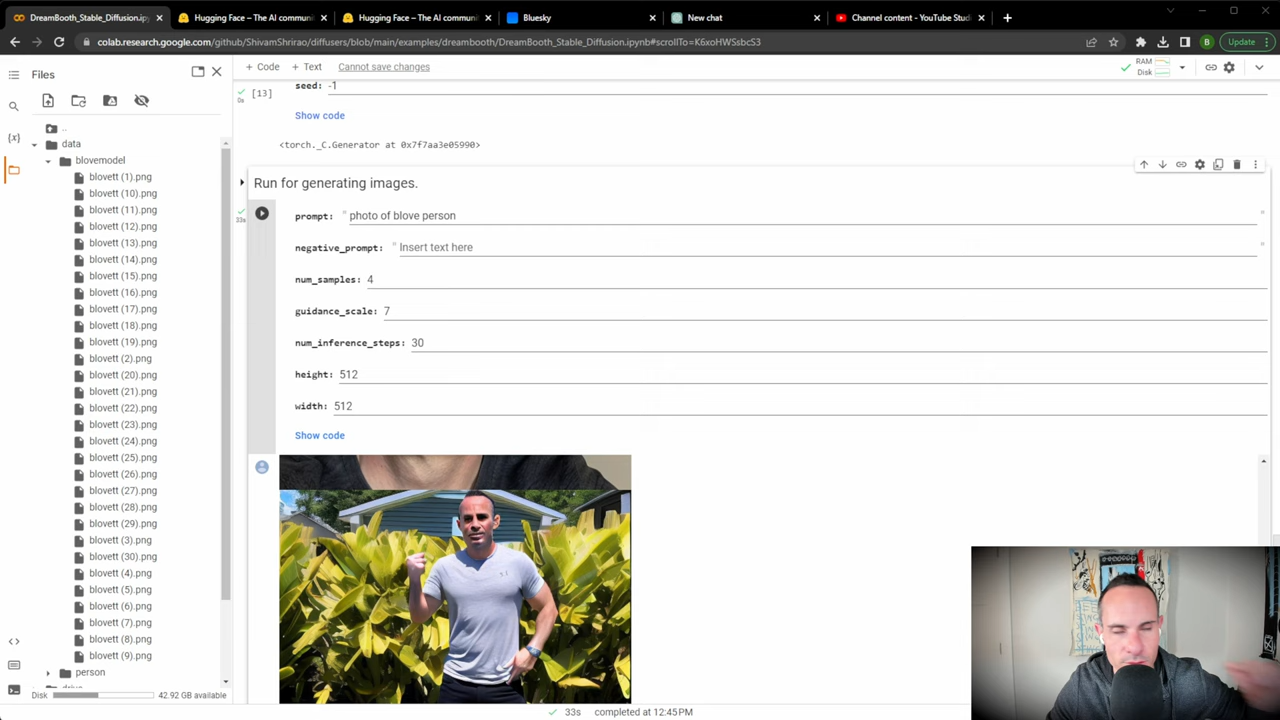 DreamBooth_Stable_Diffusion.ipyn
Hugging Face – The AI communi
Hugging Face – The AI communi
Bluesky
New chat
Channel content - YouTube Studi
colab.research.google.com/github/ShivamShrirao/diffusers/blob/main/examples/dreambooth/DreamBooth_Stable_Diffusion.ipynb#scrollTo=K6xoHWSsbcS3
B
Update
Files
+ Code
+ Text
Cannot save changes
RAM
Disk
..
data
blovemodel
blovett (1).png
blovett (10).png
blovett (11).png
blovett (12).png
blovett (13).png
blovett (14).png
blovett (15).png
blovett (16).png
blovett (17).png
blovett (18).png
blovett (19).png
blovett (2).png
blovett (20).png
blovett (21).png
blovett (22).png
blovett (23).png
blovett (24).png
blovett (25).png
blovett (26).png
blovett (27).png
blovett (28).png
blovett (29).png
blovett (3).png
blovett (30).png
blovett (4).png
blovett (5).png
blovett (6).png
blovett (7).png
blovett (8).png
blovett (9).png
person
Disk
42.92 GB available
0s
[13]
seed: -1
Show code
<torch._C.Generator at 0x7f7aa3e05990>
Run for generating images.
33s
prompt: " photo of blove person "
negative_prompt: " Insert text here "
num_samples: 4
guidance_scale: 7
num_inference_steps: 30
height: 512
width: 512
Show code
33s completed at 12:45 PM